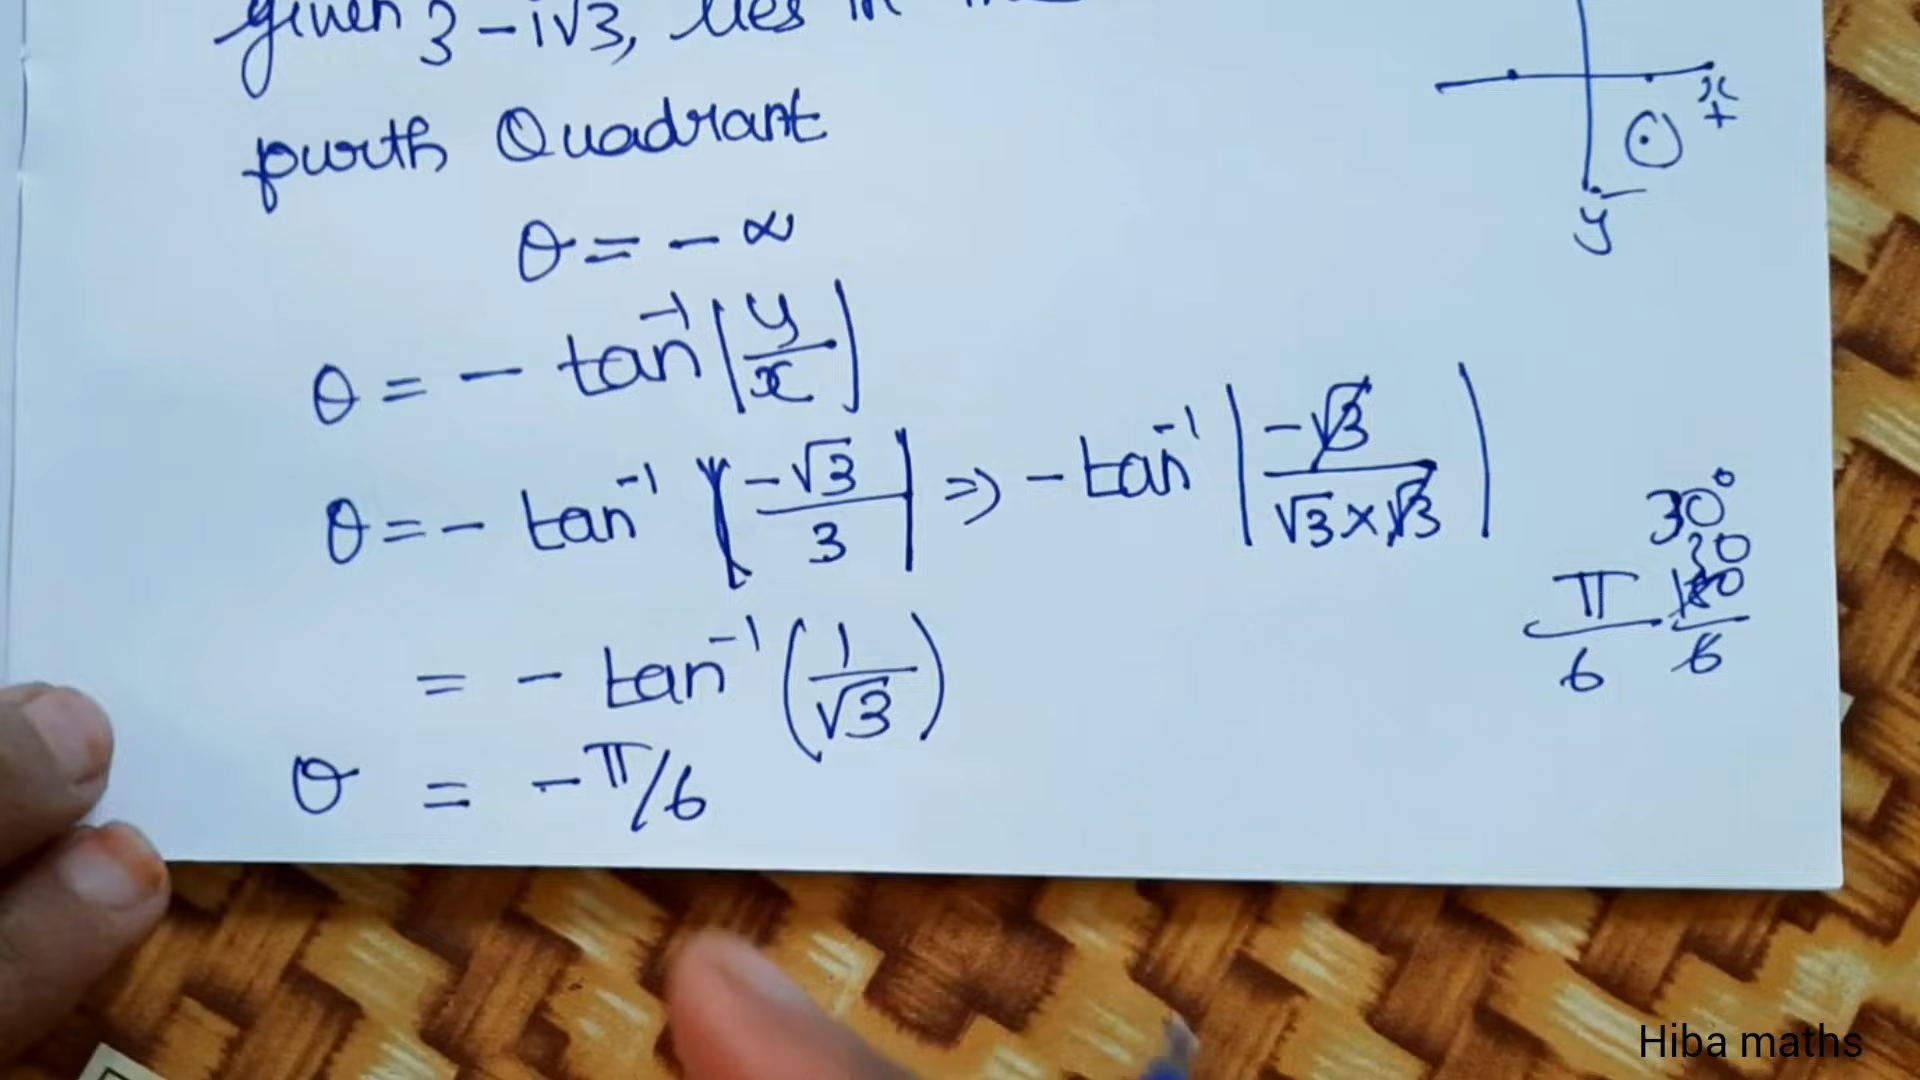 given 3 - i√3, lies in
fourth Quadrant
θ = - α
θ = - tan⁻¹ |y/x|
θ = - tan⁻¹ |-√3/3| ⇒ - tan⁻¹ |-√3/(√3×√3)|
= - tan⁻¹ (1/√3)
θ = - π/6
x
+
y
30°
30
π/6 180/6
Hiba maths